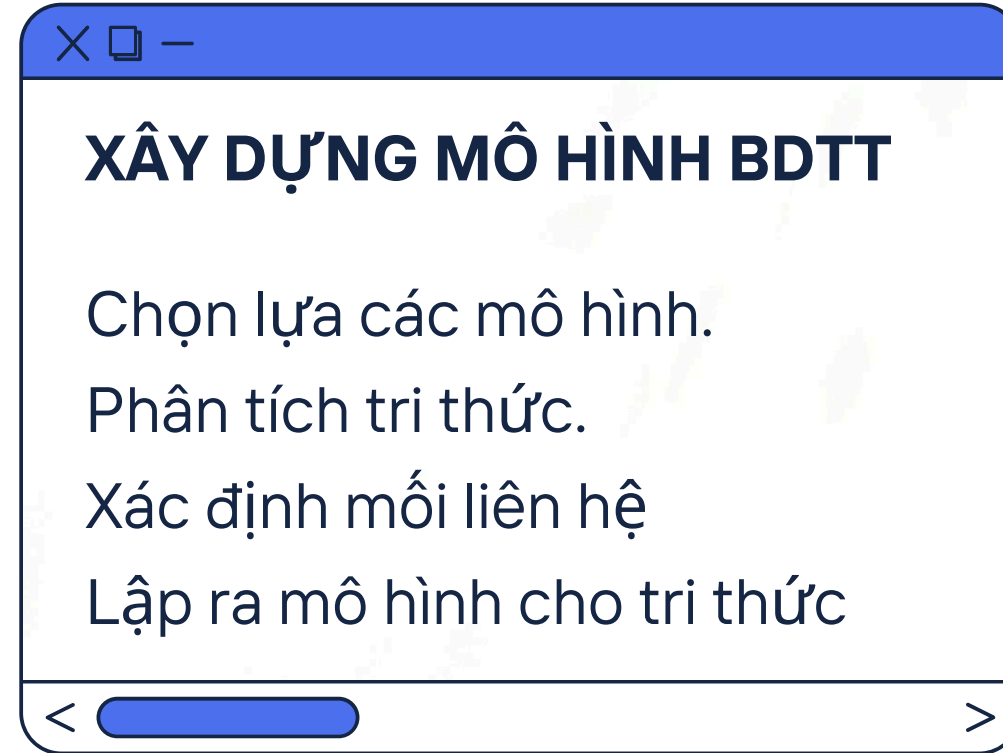 XÂY DỰNG MÔ HÌNH BDTT
Chọn lựa các mô hình.
Phân tích tri thức.
Xác định mối liên hệ
Lập ra mô hình cho tri thức